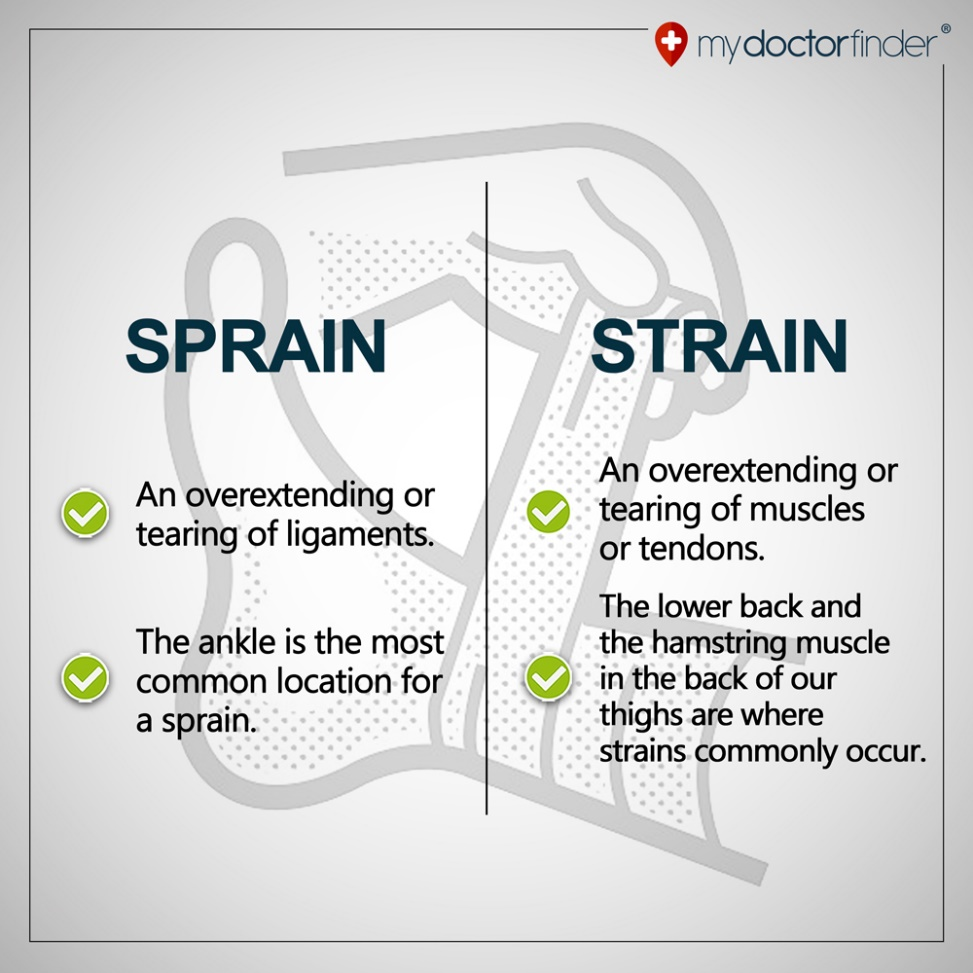 mydoctorfinder®
SPRAIN
An overextending or
tearing of ligaments.
The ankle is the most
common location for
a sprain.
STRAIN
An overextending or
tearing of muscles
or tendons.
The lower back and
the hamstring muscle
in the back of our
thighs are where
strains commonly occur.